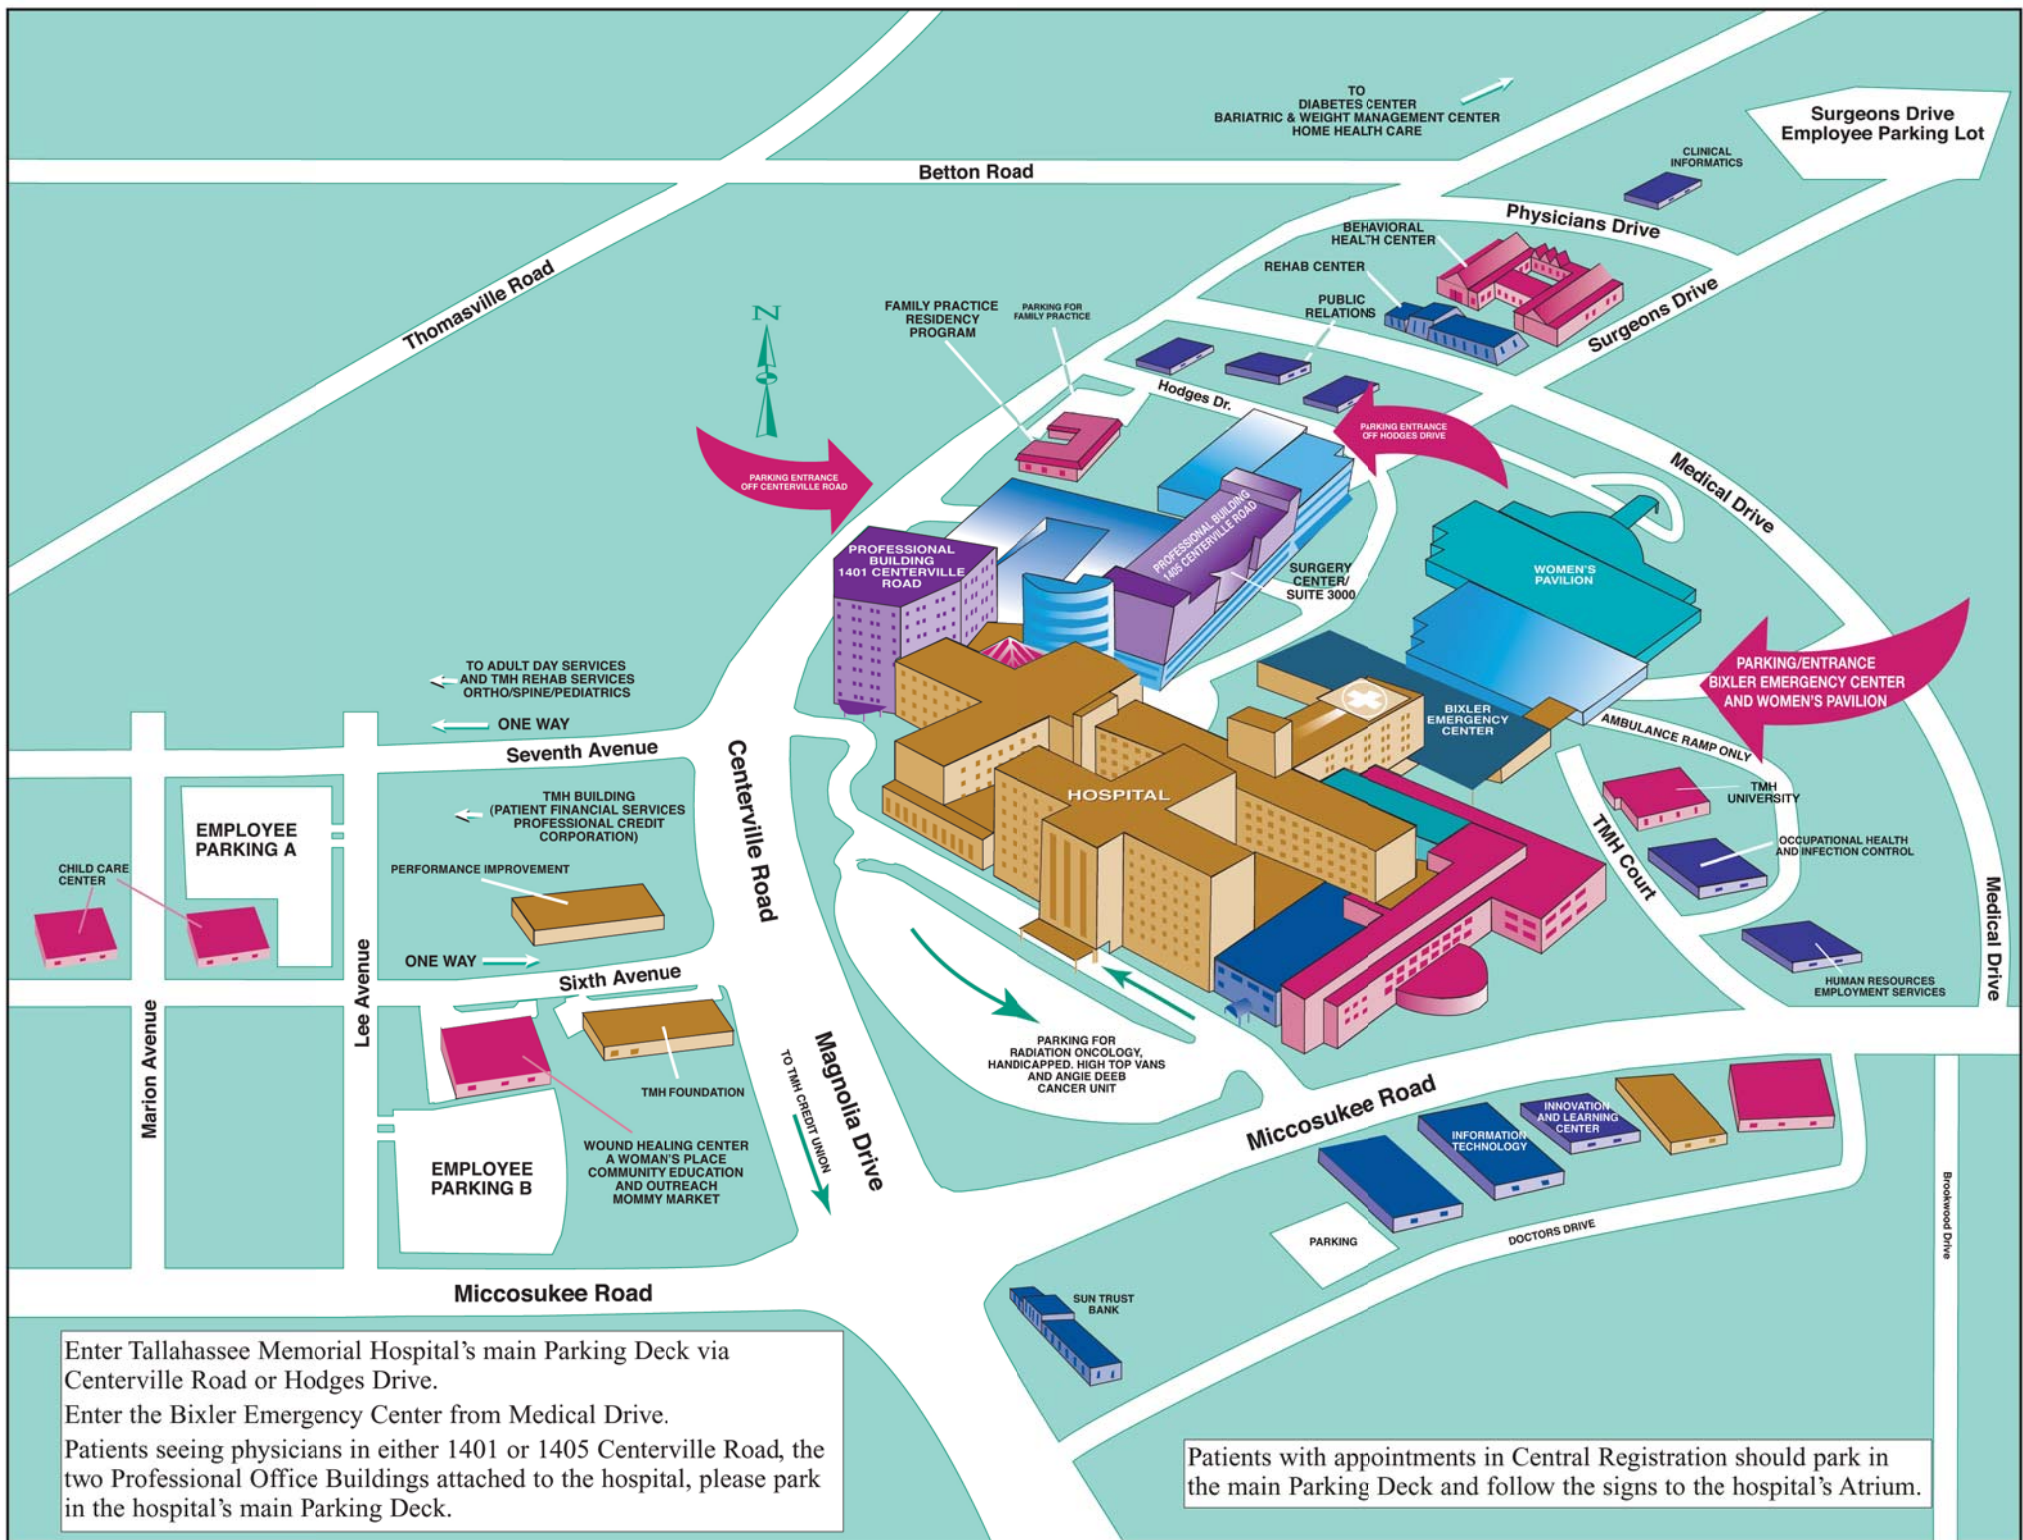 TO
DIABETES CENTER
BARIATRIC & WEIGHT MANAGEMENT CENTER
HOME HEALTH CARE
Surgeons Drive
Employee Parking Lot
CLINICAL
INFORMATICS
Betton Road
Physicians Drive
BEHAVIORAL
HEALTH CENTER
REHAB CENTER
PUBLIC
RELATIONS
Surgeons Drive
Thomasville Road
N
FAMILY PRACTICE
RESIDENCY
PROGRAM
PARKING FOR
FAMILY PRACTICE
Hodges Dr.
PARKING ENTRANCE
OFF HODGES DRIVE
PARKING ENTRANCE
OFF CENTERVILLE ROAD
Medical Drive
PROFESSIONAL
BUILDING
1401 CENTERVILLE
ROAD
PROFESSIONAL BUILDING
1405 CENTERVILLE ROAD
SURGERY
CENTER/
SUITE 3000
WOMEN'S
PAVILION
PARKING/ENTRANCE
BIXLER EMERGENCY CENTER
AND WOMEN'S PAVILION
TO ADULT DAY SERVICES
AND TMH REHAB SERVICES
ORTHO/SPINE/PEDIATRICS
ONE WAY
Seventh Avenue
BIXLER
EMERGENCY
CENTER
AMBULANCE RAMP ONLY
Centerville Road
HOSPITAL
TMH
UNIVERSITY
TMH BUILDING
(PATIENT FINANCIAL SERVICES
PROFESSIONAL CREDIT
CORPORATION)
EMPLOYEE
PARKING A
CHILD CARE
CENTER
PERFORMANCE IMPROVEMENT
TMH Court
OCCUPATIONAL HEALTH
AND INFECTION CONTROL
Medical Drive
ONE WAY
Sixth Avenue
Lee Avenue
Marion Avenue
HUMAN RESOURCES
EMPLOYMENT SERVICES
PARKING FOR
RADIATION ONCOLOGY,
HANDICAPPED. HIGH TOP VANS
AND ANGIE DEEB
CANCER UNIT
Magnolia Drive
TO TMH CREDIT UNION
TMH FOUNDATION
WOUND HEALING CENTER
A WOMAN'S PLACE
COMMUNITY EDUCATION
AND OUTREACH
MOMMY MARKET
EMPLOYEE
PARKING B
Miccosukee Road
INNOVATION
AND LEARNING
CENTER
INFORMATION
TECHNOLOGY
PARKING
DOCTORS DRIVE
Brookwood Drive
Miccosukee Road
SUN TRUST
BANK
Enter Tallahassee Memorial Hospital's main Parking Deck via
Centerville Road or Hodges Drive.
Enter the Bixler Emergency Center from Medical Drive.
Patients seeing physicians in either 1401 or 1405 Centerville Road, the
two Professional Office Buildings attached to the hospital, please park
in the hospital's main Parking Deck.
Patients with appointments in Central Registration should park in
the main Parking Deck and follow the signs to the hospital's Atrium.